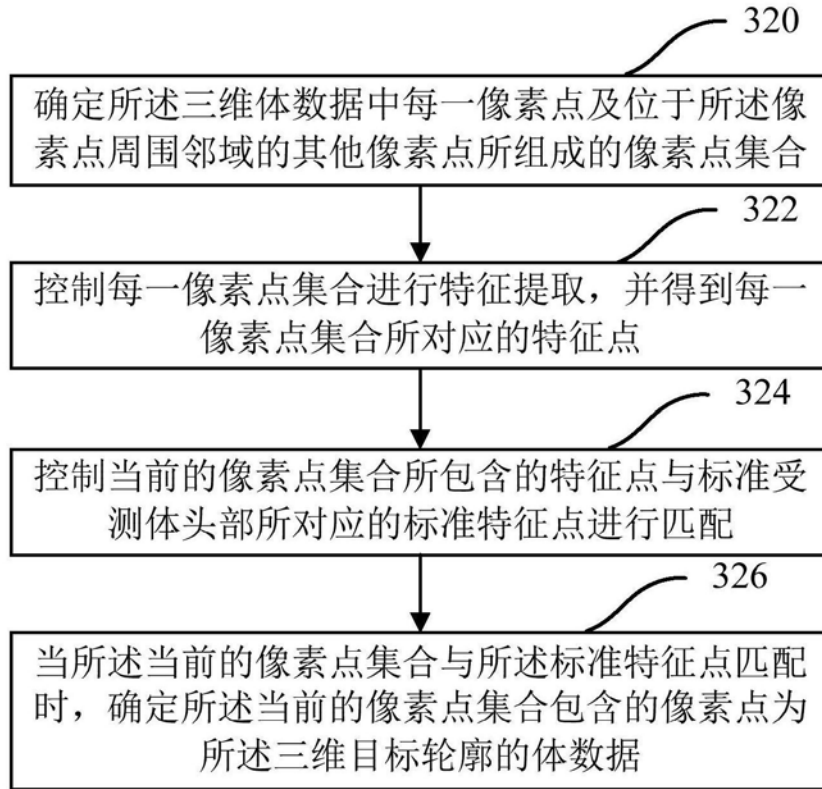 320
确定所述三维体数据中每一像素点及位于所述像
素点周围邻域的其他像素点所组成的像素点集合
322
控制每一像素点集合进行特征提取，并得到每一
像素点集合所对应的特征点
324
控制当前的像素点集合所包含的特征点与标准受
测体头部所对应的标准特征点进行匹配
326
当所述当前的像素点集合与所述标准特征点匹配
时，确定所述当前的像素点集合包含的像素点为
所述三维目标轮廓的体数据